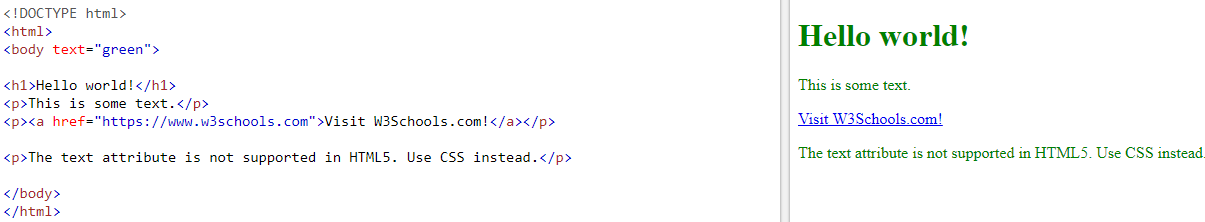 <!DOCTYPE html>
<html>
<body text="green">
<h1>Hello world!</h1>
<p>This is some text.</p>
<p><a href="https://www.w3schools.com">Visit W3Schools.com!</a></p>
<p>The text attribute is not supported in HTML5. Use CSS instead.</p>
</body>
</html>
Hello world!
This is some text.
Visit W3Schools.com!
The text attribute is not supported in HTML5. Use CSS instead.